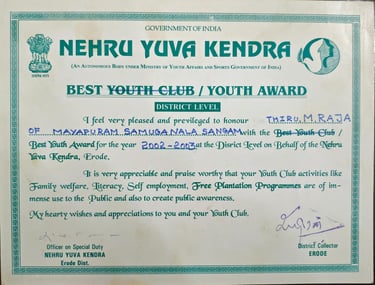 GOVERNMENT OF INDIA
NEHRU YUVA KENDRA
(AN AUTONOMOUS BODY UNDER MINISTRY OF YOUTH AFFAIRS AND SPORTS GOVERNMENT OF INDIA)
BEST YOUTH CLUB / YOUTH AWARD
DISTRICT LEVEL
I feel very pleased and previleged to honour THIRU. M. RAJA
OF MAYAPURAM SAMUGANALA SANGAM with the Best Youth Club /
Best Youth Award for the year 2002-2003 at the Disrict Level on Behalf of the Nehru
Yuva Kendra, Erode.
It is very appreciable and praise worthy that your Youth Club activities like
Family welfare, Literacy, Self employment, Free Plantation Programmes are of im-
mense use to the Public and also to create public awareness.
My hearty wishes and appreciations to you and your Youth Club.
Officer on Special Duty
NEHRU YUVA KENDRA
Erode Dist.
District Collector
ERODE